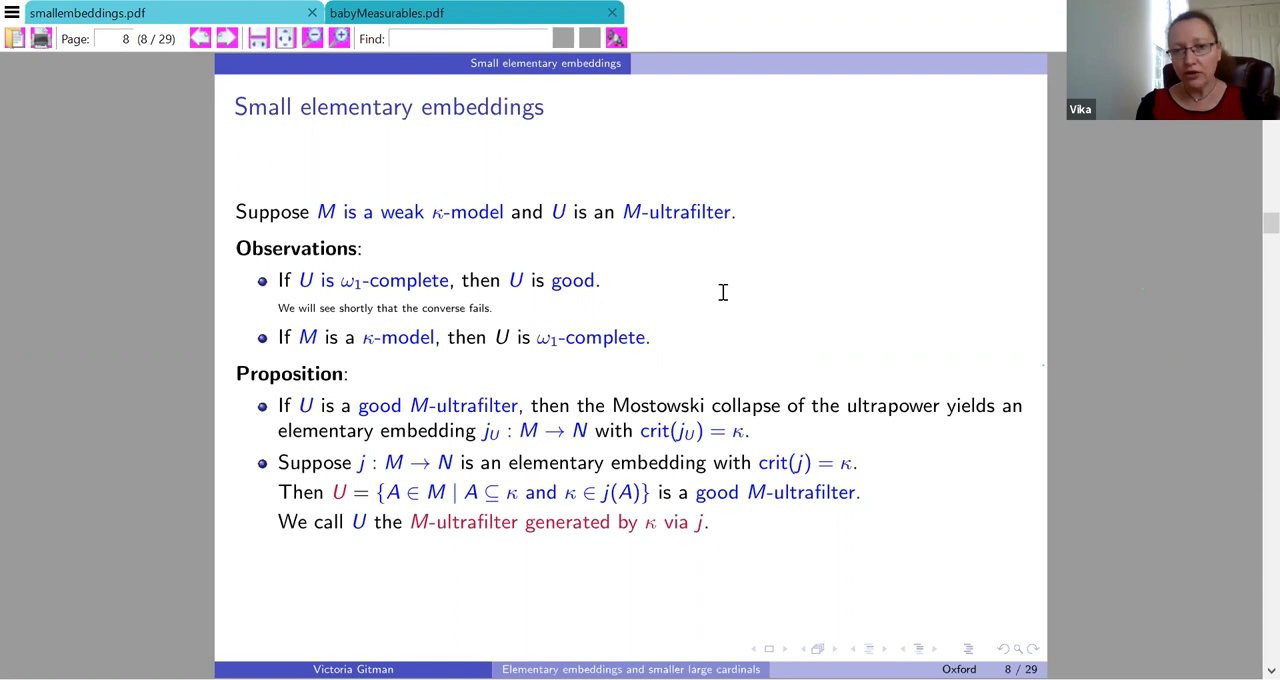 smallembeddings.pdf
babyMeasurables.pdf
Page: 8 (8 / 29) Find:
Vika
Small elementary embeddings
Small elementary embeddings
Suppose M is a weak κ-model and U is an M-ultrafilter.
Observations:
If U is ω₁-complete, then U is good.
We will see shortly that the converse fails.
If M is a κ-model, then U is ω₁-complete.
Proposition:
If U is a good M-ultrafilter, then the Mostowski collapse of the ultrapower yields an
elementary embedding j_U : M → N with crit(j_U) = κ.
Suppose j : M → N is an elementary embedding with crit(j) = κ.
Then U = {A ∈ M | A ⊆ κ and κ ∈ j(A)} is a good M-ultrafilter.
We call U the M-ultrafilter generated by κ via j.
Victoria Gitman Elementary embeddings and smaller large cardinals Oxford 8 / 29